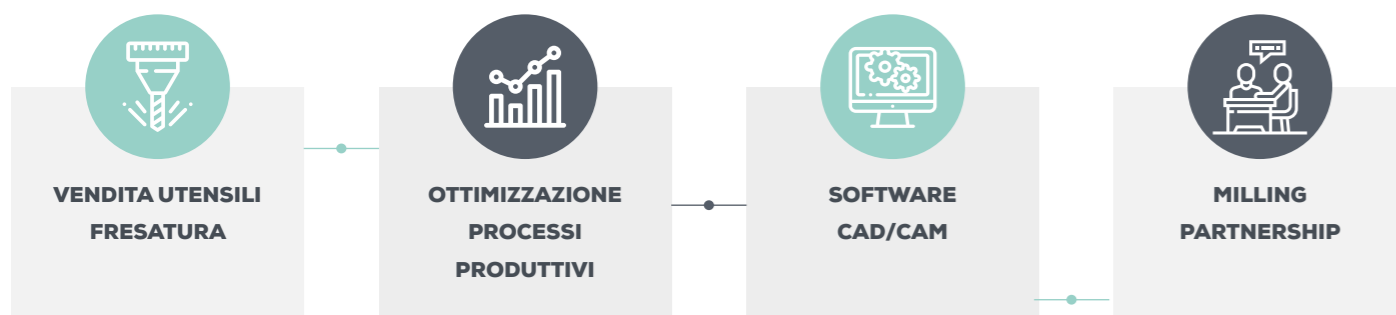 VENDITA UTENSILI
FRESATURA
OTTIMIZZAZIONE
PROCESSI
PRODUTTIVI
SOFTWARE
CAD/CAM
MILLING
PARTNERSHIP